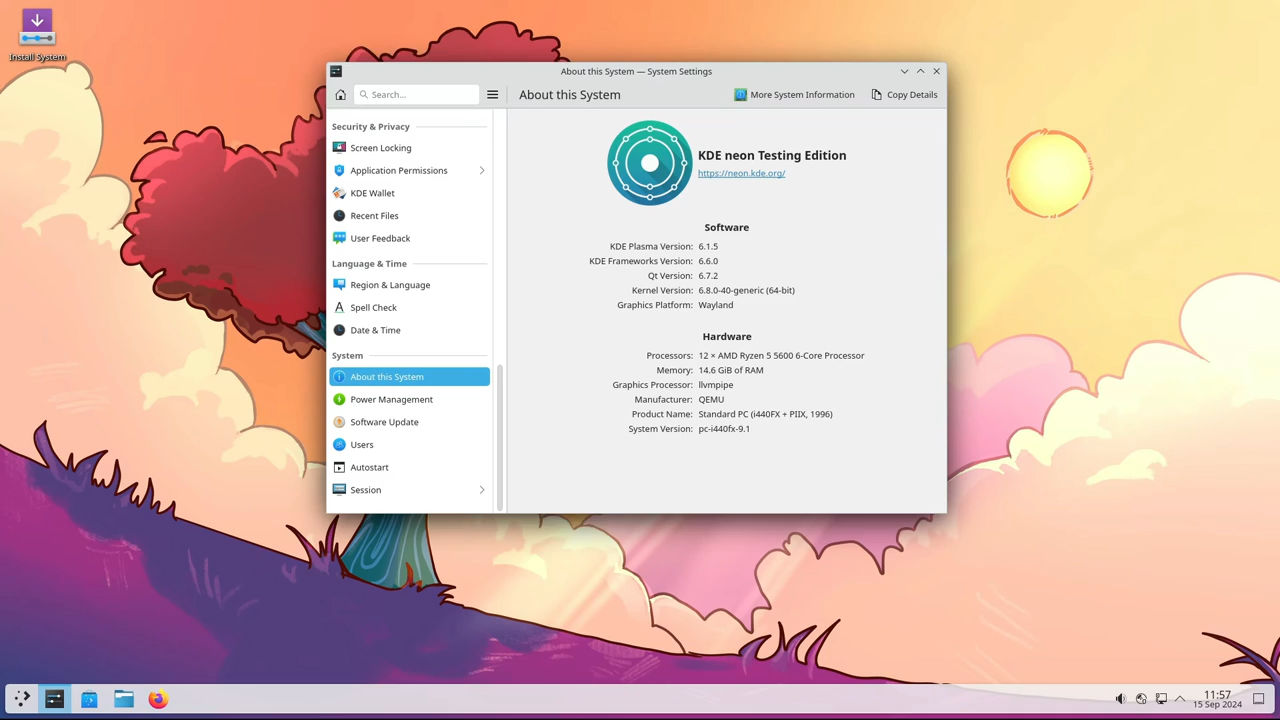 Install System
About this System — System Settings
Search...
About this System
More System Information
Copy Details
Security & Privacy
Screen Locking
Application Permissions
KDE Wallet
Recent Files
User Feedback
Language & Time
Region & Language
A
Spell Check
Date & Time
System
About this System
Power Management
Software Update
Users
Autostart
Session
KDE neon Testing Edition
https://neon.kde.org/
Software
KDE Plasma Version: 6.1.5
KDE Frameworks Version: 6.6.0
Qt Version: 6.7.2
Kernel Version: 6.8.0-40-generic (64-bit)
Graphics Platform: Wayland
Hardware
Processors: 12 × AMD Ryzen 5 5600 6-Core Processor
Memory: 14.6 GiB of RAM
Graphics Processor: llvmpipe
Manufacturer: QEMU
Product Name: Standard PC (i440FX + PIIX, 1996)
System Version: pc-i440fx-9.1
11:57
15 Sep 2024